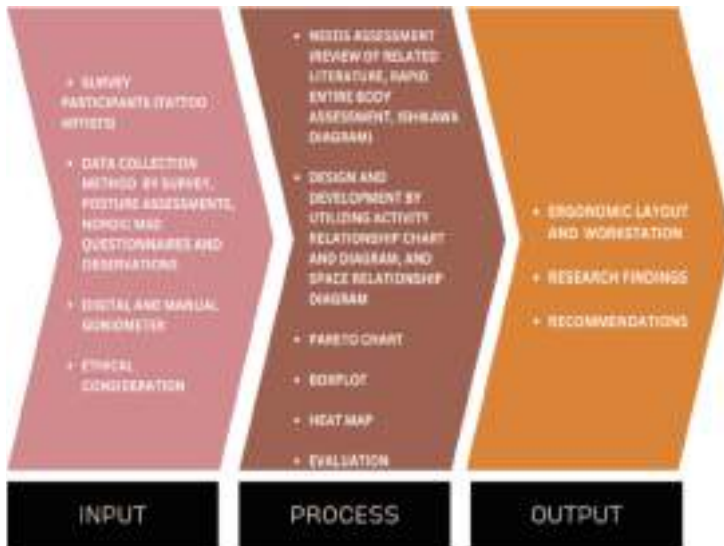 • SURVEY
PARTICIPANTS (TATTOO
ARTISTS)
• DATA COLLECTION
METHOD BY SURVEY,
POSTURE ASSESSMENTS,
NORDIC MSD
QUESTIONNAIRES AND
OBSERVATIONS
• DIGITAL AND MANUAL
GONIOMETER
• ETHICAL
CONSIDERATION
INPUT
• NEEDS ASSESSMENT
(REVIEW OF RELATED
LITERATURE, RAPID
ENTIRE BODY
ASSESSMENT, ISHIKAWA
DIAGRAM)
• DESIGN AND
DEVELOPMENT BY
UTILIZING ACTIVITY
RELATIONSHIP CHART
AND DIAGRAM, AND
SPACE RELATIONSHIP
DIAGRAM
• PARETO CHART
• BOXPLOT
• HEAT MAP
• EVALUATION
PROCESS
• ERGONOMIC LAYOUT
AND WORKSTATION
• RESEARCH FINDINGS
• RECOMMENDATIONS
OUTPUT